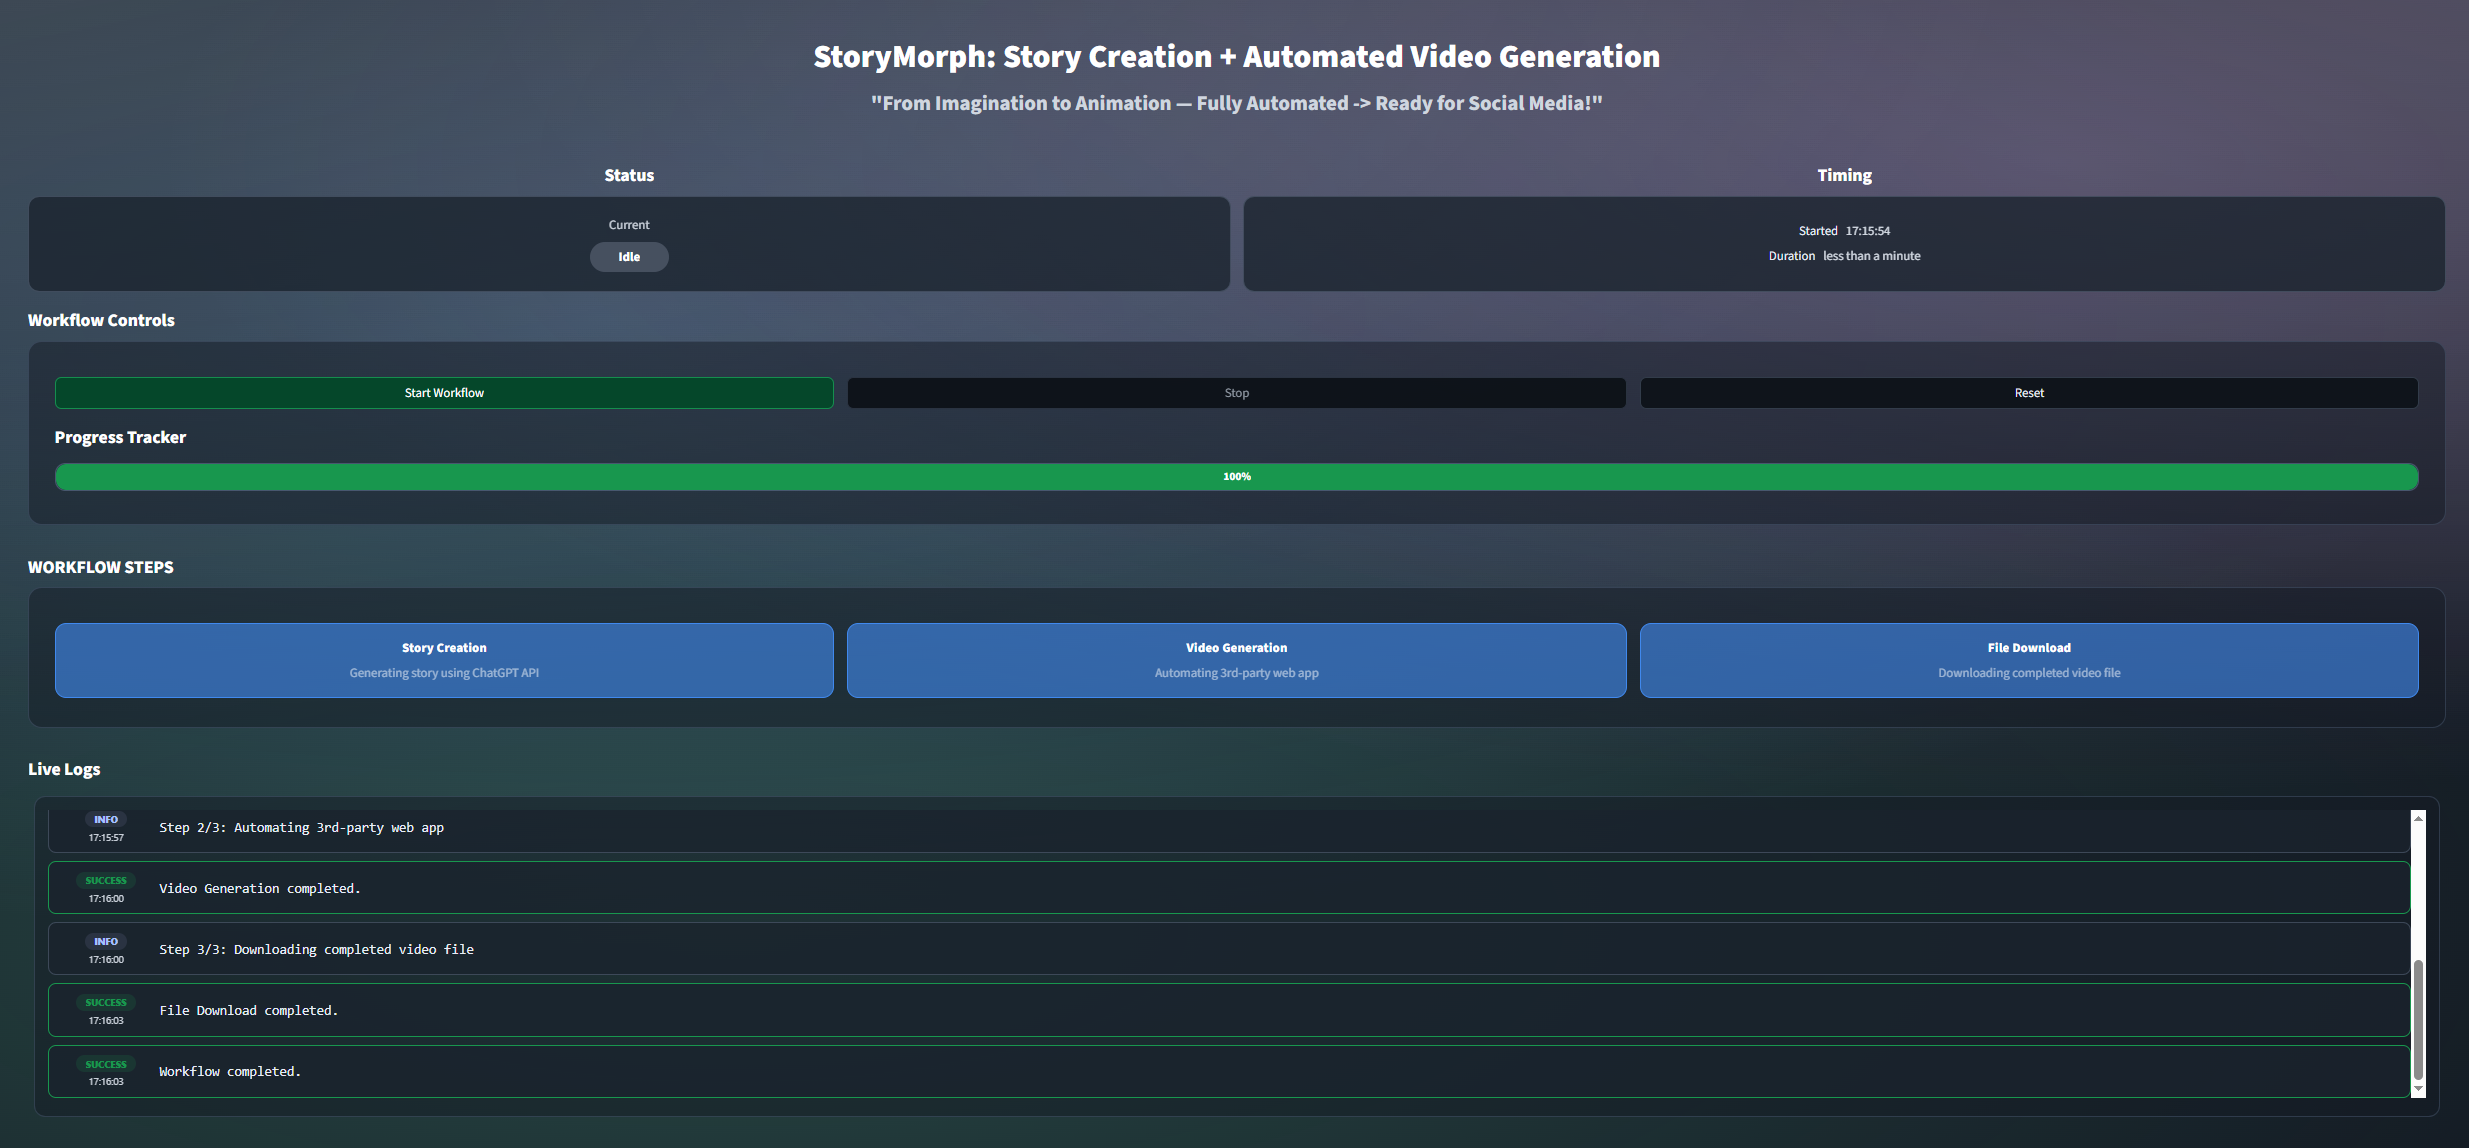 StoryMorph: Story Creation + Automated Video Generation
"From Imagination to Animation — Fully Automated -> Ready for Social Media!"
Status
Current
Idle
Timing
Started 17:15:54
Duration less than a minute
Workflow Controls
Start Workflow
Stop
Reset
Progress Tracker
100%
WORKFLOW STEPS
Story Creation
Generating story using ChatGPT API
Video Generation
Automating 3rd-party web app
File Download
Downloading completed video file
Live Logs
INFO
17:15:57
Step 2/3: Automating 3rd-party web app
SUCCESS
17:16:00
Video Generation completed.
INFO
17:16:00
Step 3/3: Downloading completed video file
SUCCESS
17:16:03
File Download completed.
SUCCESS
17:16:03
Workflow completed.